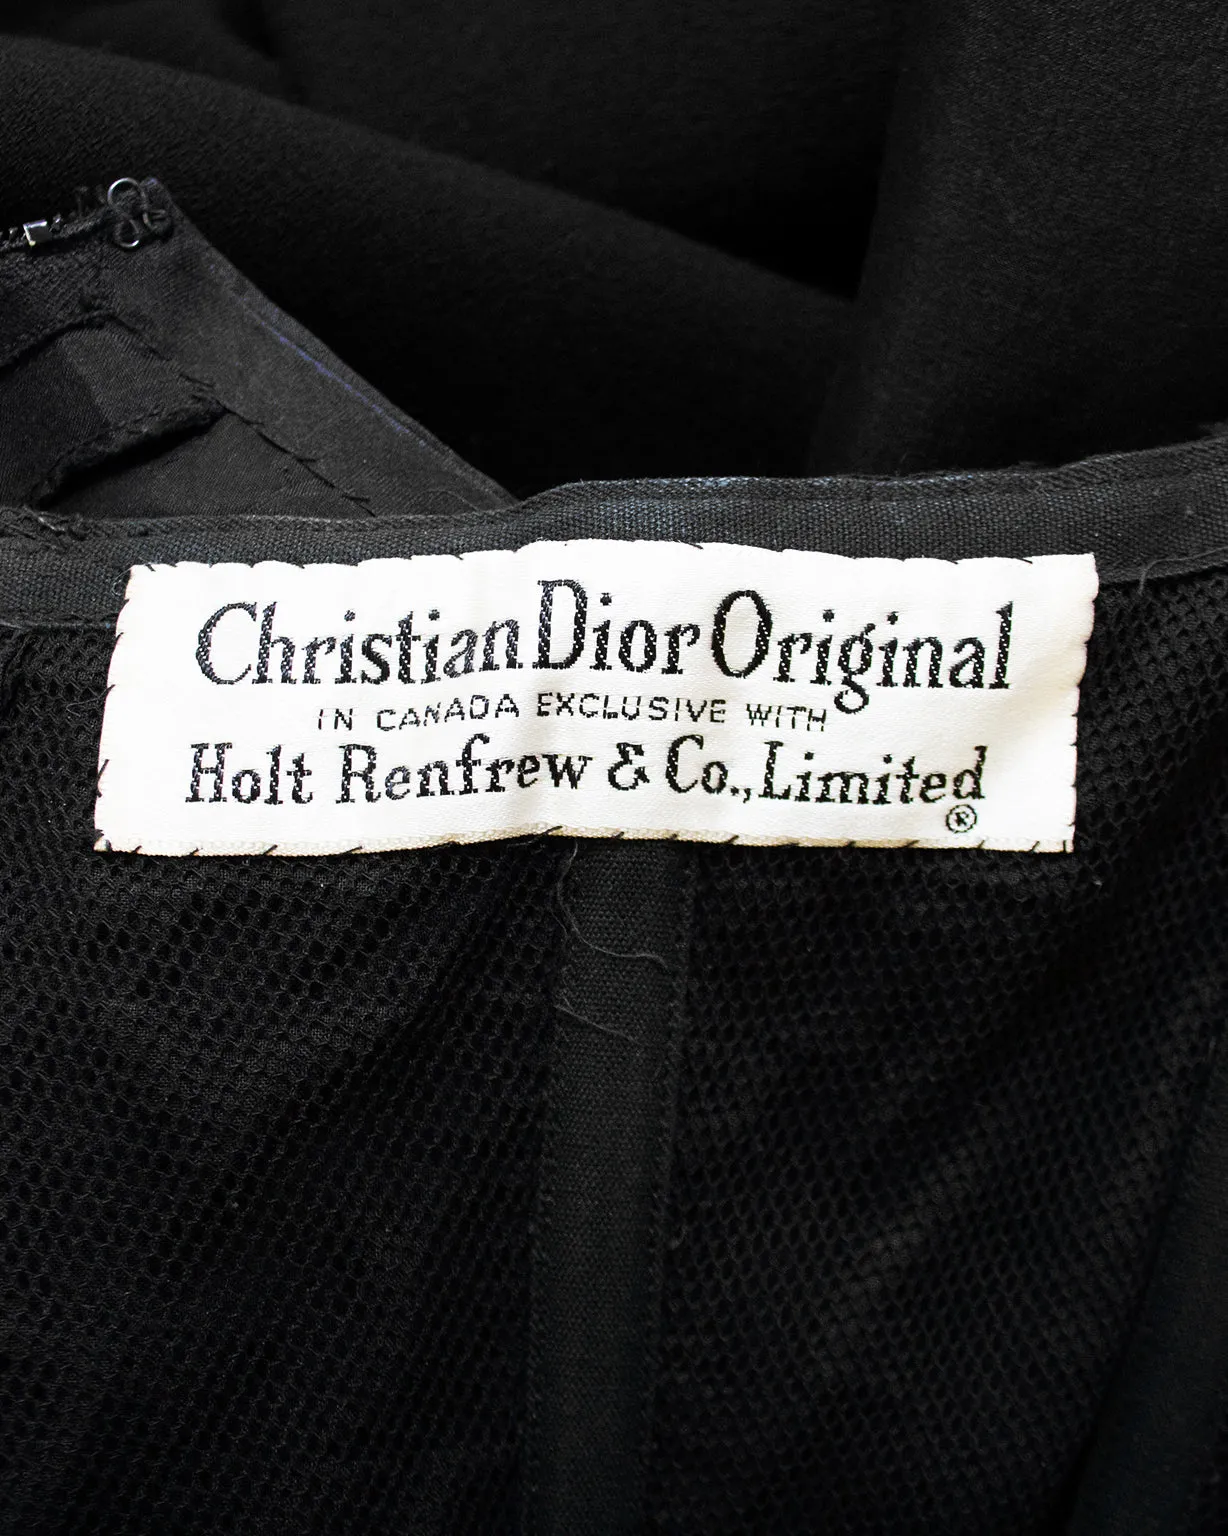 Christian Dior Original
IN CANADA EXCLUSIVE WITH
Holt Renfrew & Co., Limited
®